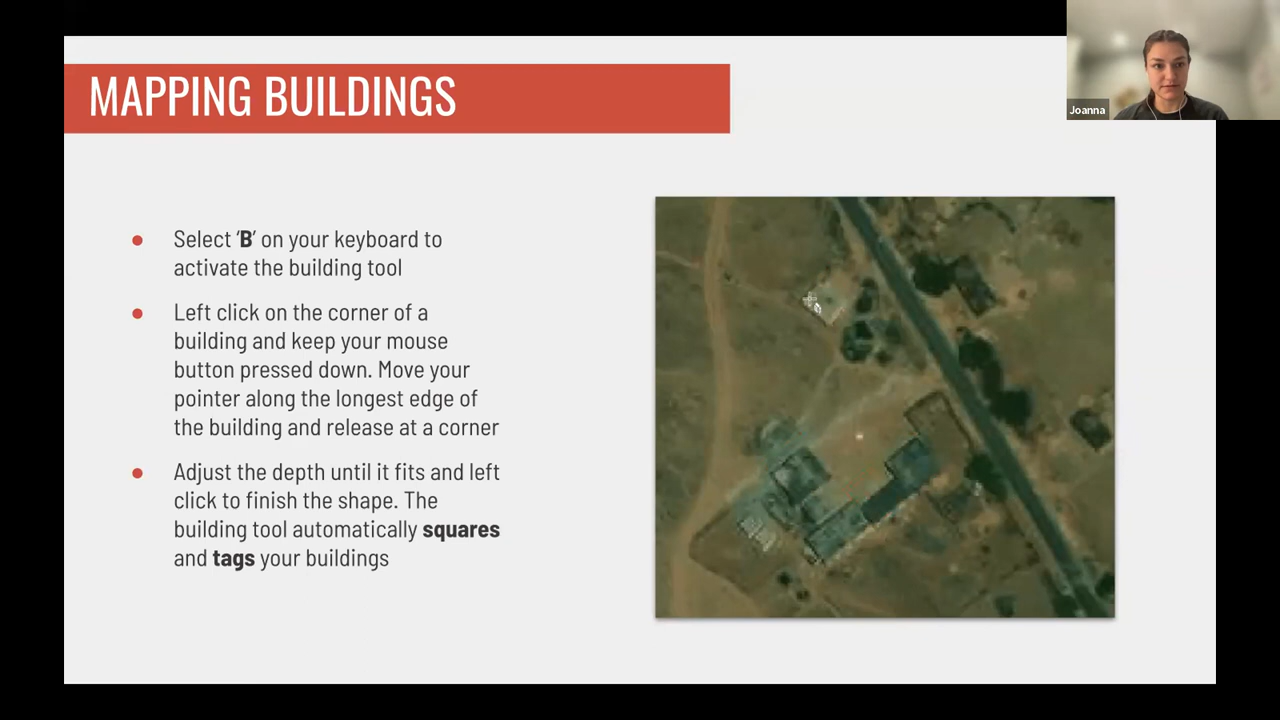 MAPPING BUILDINGS
Joanna
● Select ‘B’ on your keyboard to
activate the building tool
● Left click on the corner of a
building and keep your mouse
button pressed down. Move your
pointer along the longest edge of
the building and release at a corner
● Adjust the depth until it fits and left
click to finish the shape. The
building tool automatically squares
and tags your buildings